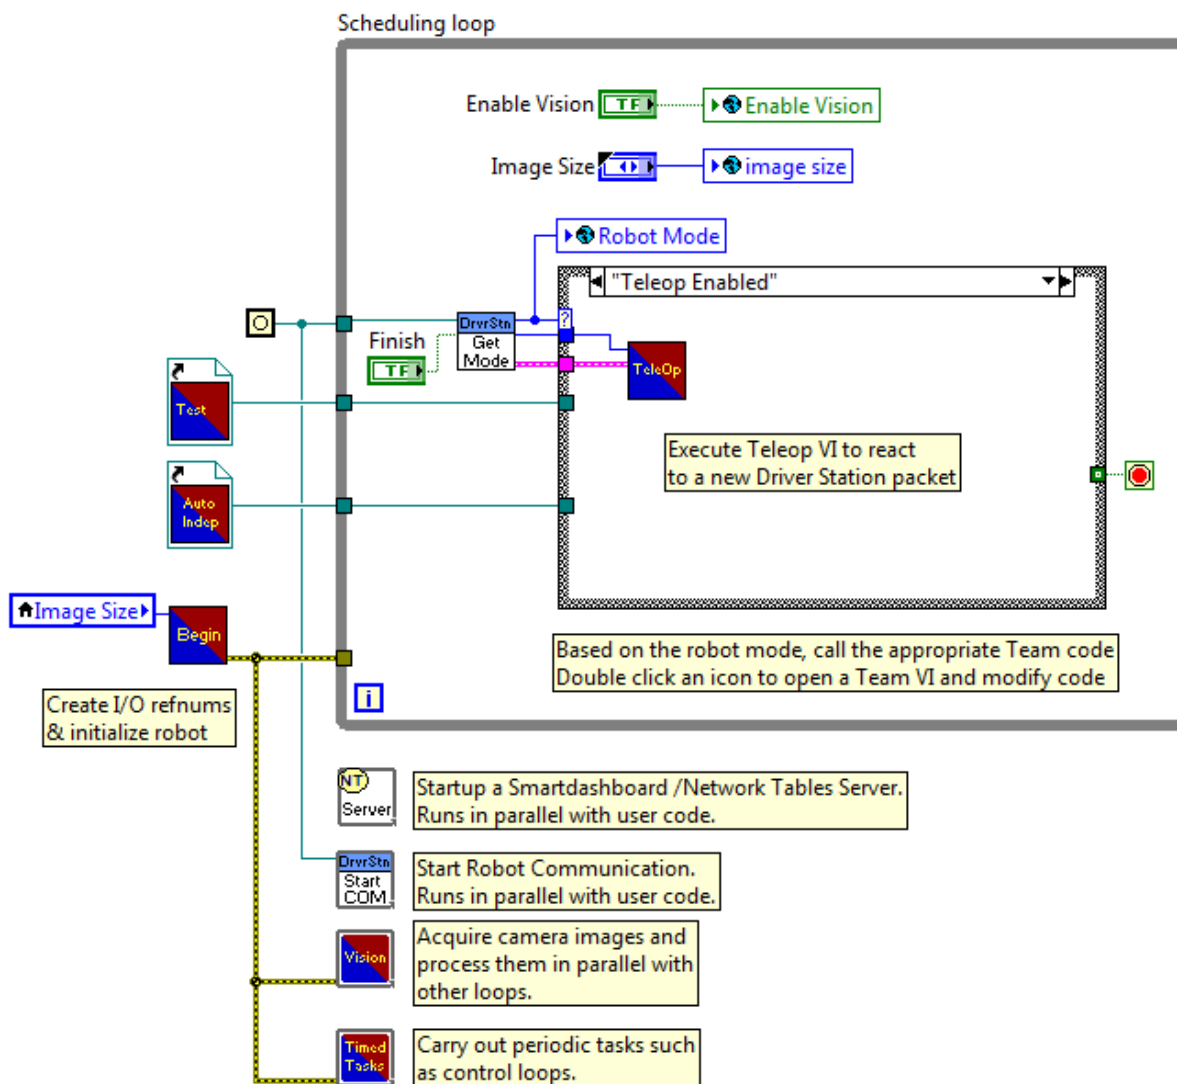 Scheduling loop
Enable Vision TF Enable Vision
Image Size image size
Robot Mode
"Teleop Enabled"
?
Finish
TF
DrvrStn
Get
Mode
TeleOp
Test
Execute Teleop VI to react
to a new Driver Station packet
Auto
Indep
Image Size
Begin
Based on the robot mode, call the appropriate Team code
Double click an icon to open a Team VI and modify code
i
Create I/O refnums
& initialize robot
NT
Server
Startup a Smartdashboard /Network Tables Server.
Runs in parallel with user code.
DrvrStn
Start
COM
Start Robot Communication.
Runs in parallel with user code.
Vision
Acquire camera images and
process them in parallel with
other loops.
Timed
Tasks
Carry out periodic tasks such
as control loops.